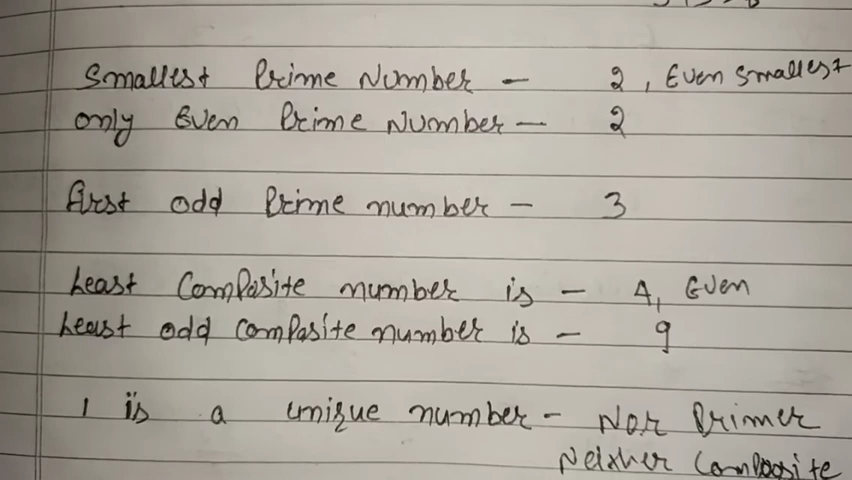 Smallest Prime Number - 2, Even Smallest
only Even Prime Number - 2
first odd Prime number - 3
Least Composite number is - 4, Even
Least odd composite number is - 9
1 is a unique number - Nor Primer
Neither Composite